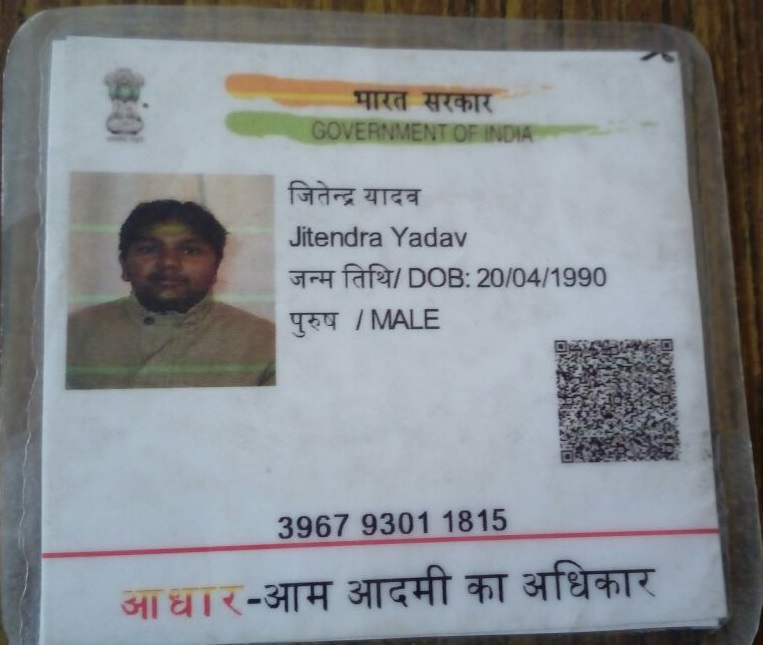 भारत सरकार
GOVERNMENT OF INDIA
जितेन्द्र यादव
Jitendra Yadav
जन्म तिथि/ DOB: 20/04/1990
पुरुष / MALE
3967 9301 1815
आधार-आम आदमी का अधिकार